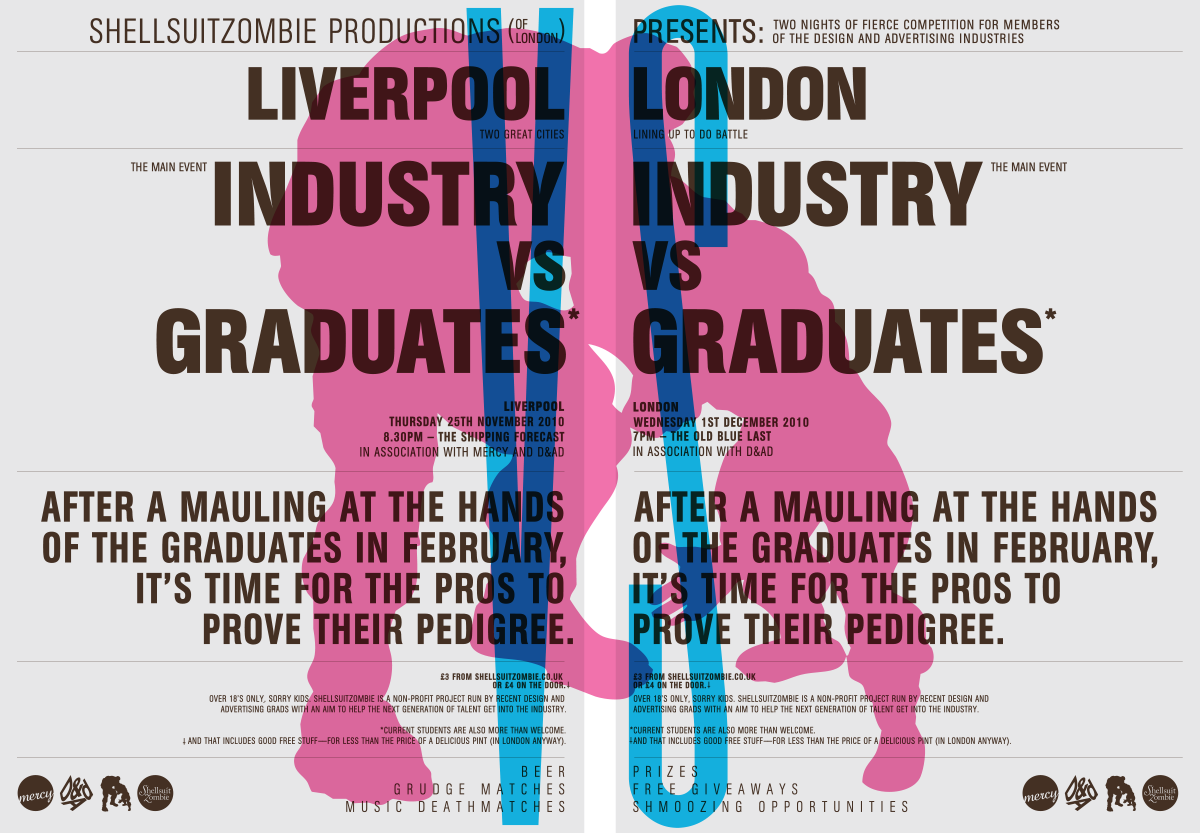 SHELLSUITZOMBIE PRODUCTIONS (OF LONDON)
LIVERPOOL
TWO GREAT CITIES
THE MAIN EVENT INDUSTRY
VS
GRADUATES*
LIVERPOOL
THURSDAY 25TH NOVEMBER 2010
8.30PM – THE SHIPPING FORECAST
IN ASSOCIATION WITH MERCY AND D&AD
AFTER A MAULING AT THE HANDS
OF THE GRADUATES IN FEBRUARY,
IT'S TIME FOR THE PROS TO
PROVE THEIR PEDIGREE.
£3 FROM SHELLSUITZOMBIE.CO.UK
OR £4 ON THE DOOR.‡
OVER 18'S ONLY, SORRY KIDS. SHELLSUITZOMBIE IS A NON-PROFIT PROJECT RUN BY RECENT DESIGN AND
ADVERTISING GRADS WITH AN AIM TO HELP THE NEXT GENERATION OF TALENT GET INTO THE INDUSTRY.
*CURRENT STUDENTS ARE ALSO MORE THAN WELCOME.
‡AND THAT INCLUDES GOOD FREE STUFF—FOR LESS THAN THE PRICE OF A DELICIOUS PINT (IN LONDON ANYWAY).
BEER
GRUDGE MATCHES
MUSIC DEATHMATCHES
mercy
D&AD
Shellsuit
Zombie
PRESENTS: TWO NIGHTS OF FIERCE COMPETITION FOR MEMBERS
OF THE DESIGN AND ADVERTISING INDUSTRIES
LONDON
LINING UP TO DO BATTLE
INDUSTRY THE MAIN EVENT
VS
GRADUATES*
LONDON
WEDNESDAY 1ST DECEMBER 2010
7PM – THE OLD BLUE LAST
IN ASSOCIATION WITH D&AD
AFTER A MAULING AT THE HANDS
OF THE GRADUATES IN FEBRUARY,
IT'S TIME FOR THE PROS TO
PROVE THEIR PEDIGREE.
£3 FROM SHELLSUITZOMBIE.CO.UK
OR £4 ON THE DOOR.‡
OVER 18'S ONLY, SORRY KIDS. SHELLSUITZOMBIE IS A NON-PROFIT PROJECT RUN BY RECENT DESIGN AND
ADVERTISING GRADS WITH AN AIM TO HELP THE NEXT GENERATION OF TALENT GET INTO THE INDUSTRY.
*CURRENT STUDENTS ARE ALSO MORE THAN WELCOME.
‡AND THAT INCLUDES GOOD FREE STUFF—FOR LESS THAN THE PRICE OF A DELICIOUS PINT (IN LONDON ANYWAY).
PRIZES
FREE GIVEAWAYS
SHMOOZING OPPORTUNITIES
mercy
D&AD
Shellsuit
Zombie